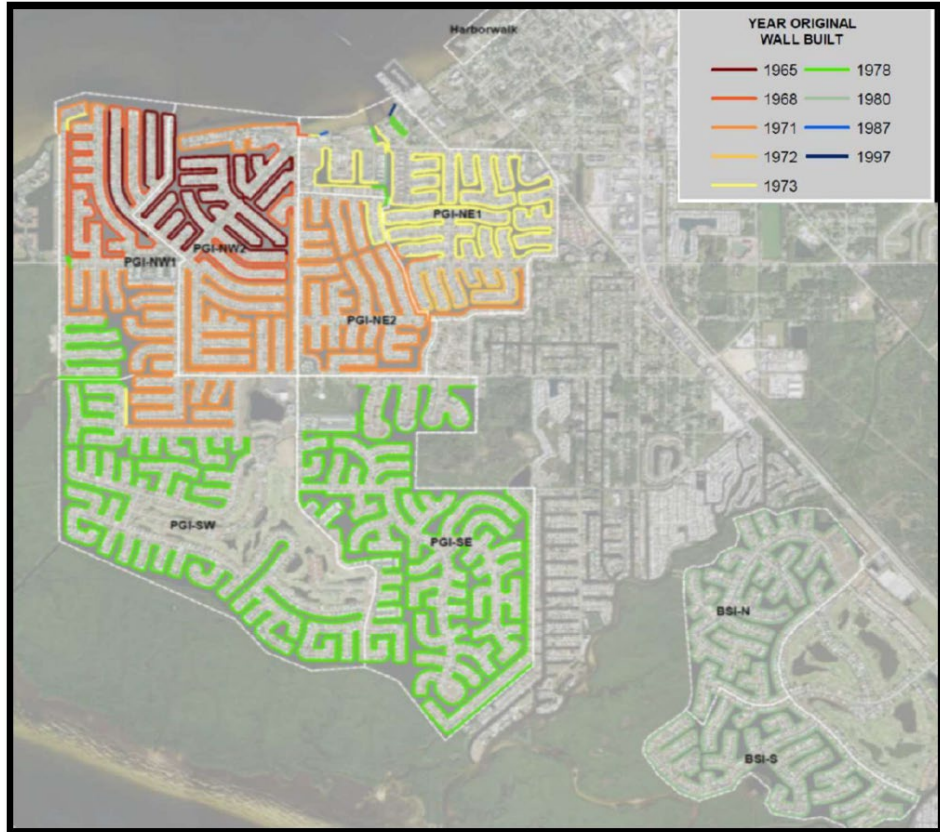 Harborwalk
YEAR ORIGINAL
WALL BUILT
1965
1978
1968
1980
1971
1987
1972
1997
1973
PGI-NE1
PGI-NW2
PGI-NW1
PGI-NE2
PGI-SW
PGI-SE
BSI-N
BSI-S